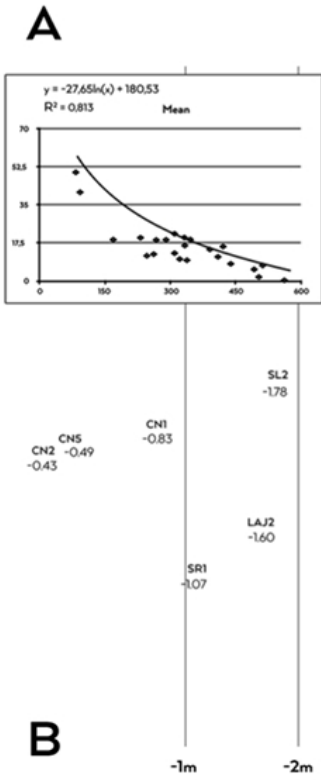 A
y = -27,65ln(x) + 180,53
R² = 0,813
Mean
70
52,5
35
17,5
0
0 150 300 450 600
SL2
-1.78
CN1
-0.83
CNS
-0.49
CN2
-0.43
LAJ2
-1.60
SR1
-1.07
B
-1m
-2m